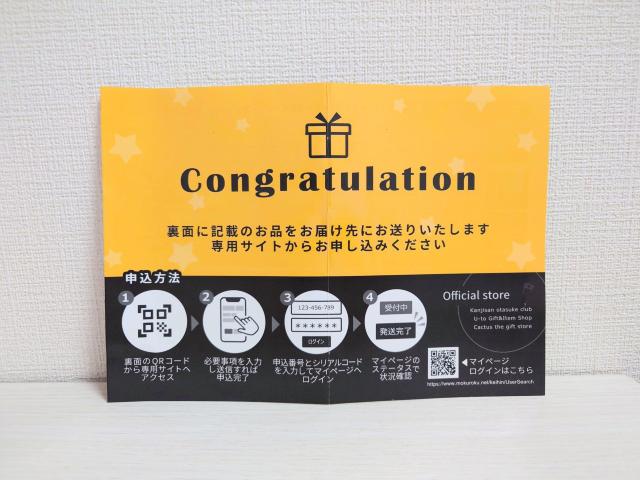 Congratulation
裏面に記載のお品をお届け先にお送りいたします
専用サイトからお申し込みください
申込方法
1
裏面のQRコード
から専用サイトへ
アクセス
2
必要事項を入力
し送信すれば
申込完了
3
123-456-789
******
ログイン
申込番号とシリアルコード
を入力してマイページへ
ログイン
4
受付中
発送完了
マイページの
ステータスで
状況確認
Official store
Kanjisan otasuke club
U-to Gift&Item Shop
Cactus the gift store
◀マイページ
ログインはこちら
https://www.mokuroku.net/keihin/UserSearch